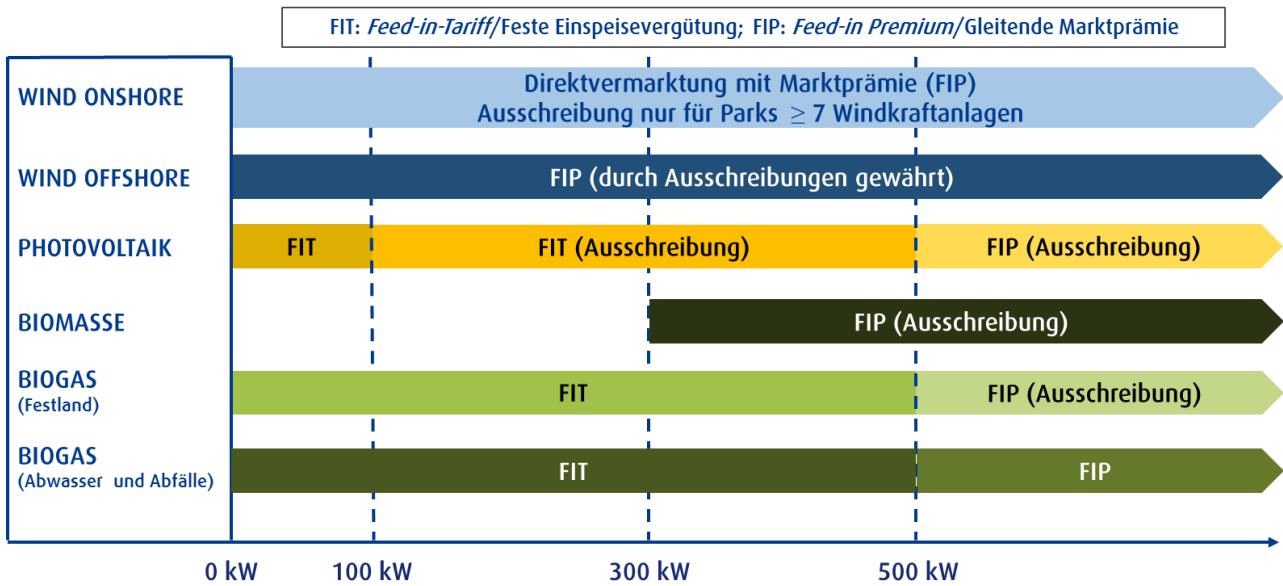 FIT: Feed-in-Tariff/Feste Einspeisevergütung; FIP: Feed-in Premium/Gleitende Marktprämie
WIND ONSHORE
Direktvermarktung mit Marktprämie (FIP)
Ausschreibung nur für Parks ≥ 7 Windkraftanlagen
WIND OFFSHORE
FIP (durch Ausschreibungen gewährt)
PHOTOVOLTAIK
FIT
FIT (Ausschreibung)
FIP (Ausschreibung)
BIOMASSE
FIP (Ausschreibung)
BIOGAS
(Festland)
FIT
FIP (Ausschreibung)
BIOGAS
(Abwasser und Abfälle)
FIT
FIP
0 kW
100 kW
300 kW
500 kW